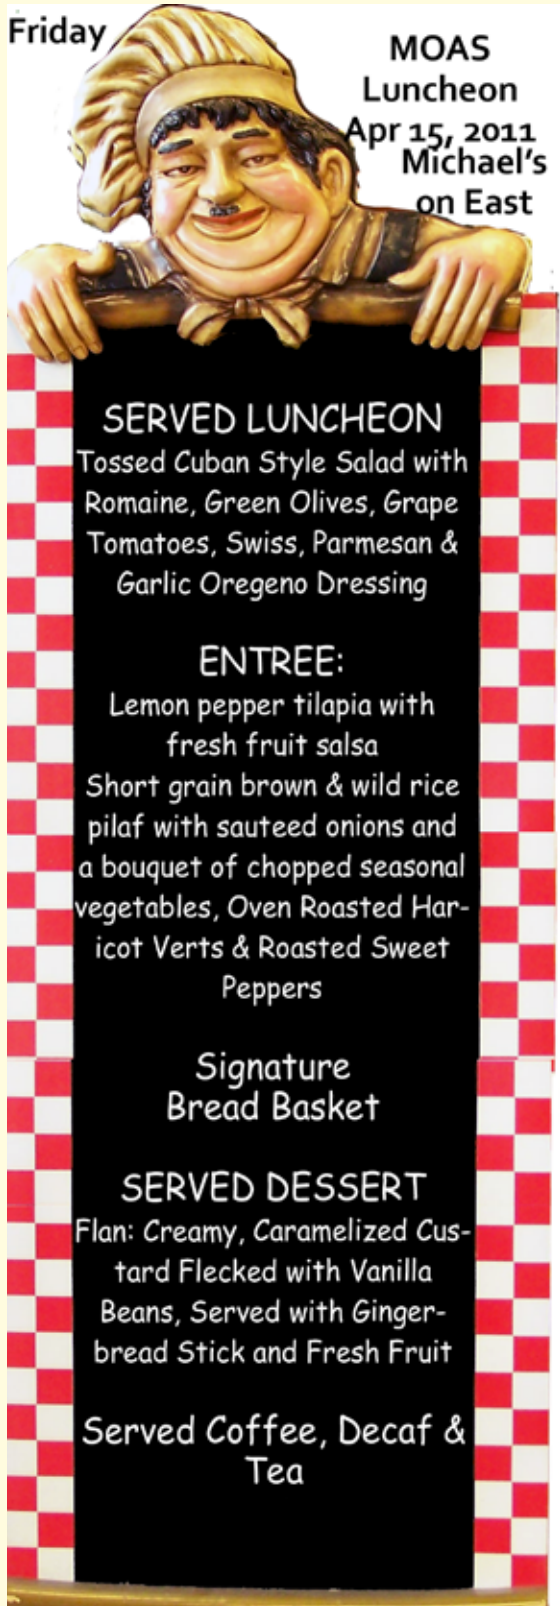 Friday
MOAS
Luncheon
Apr 15, 2011
Michael's
on East
SERVED LUNCHEON
Tossed Cuban Style Salad with
Romaine, Green Olives, Grape
Tomatoes, Swiss, Parmesan &
Garlic Oregeno Dressing
ENTREE:
Lemon pepper tilapia with
fresh fruit salsa
Short grain brown & wild rice
pilaf with sauteed onions and
a bouquet of chopped seasonal
vegetables, Oven Roasted Har-
icot Verts & Roasted Sweet
Peppers
Signature
Bread Basket
SERVED DESSERT
Flan: Creamy, Caramelized Cus-
tard Flecked with Vanilla
Beans, Served with Ginger-
bread Stick and Fresh Fruit
Served Coffee, Decaf &
Tea